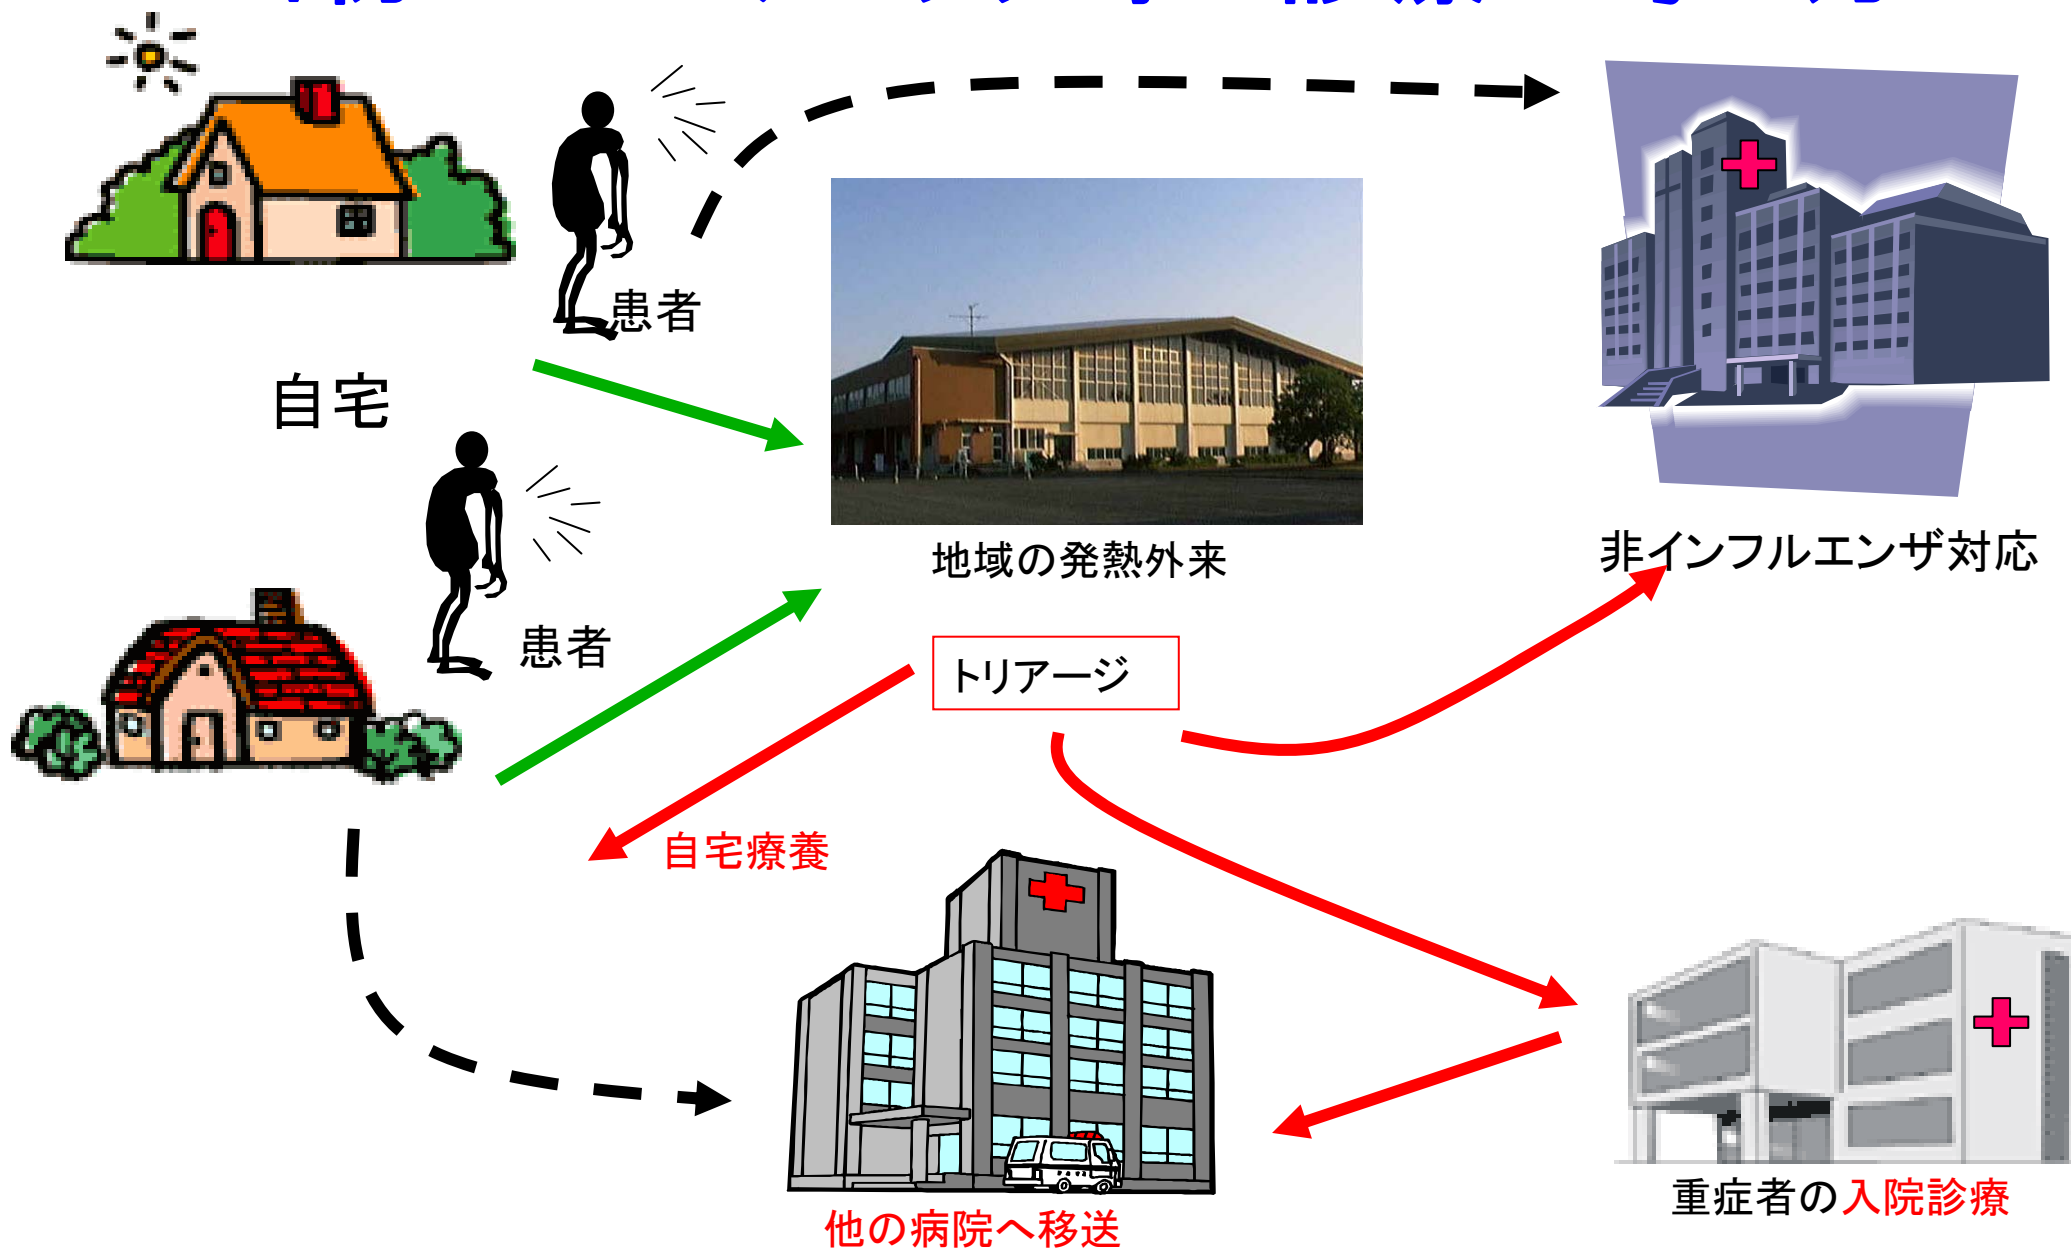 患者
自宅
地域の発熱外来
非インフルエンザ対応
患者
トリアージ
自宅療養
重症者の入院診療
他の病院へ移送